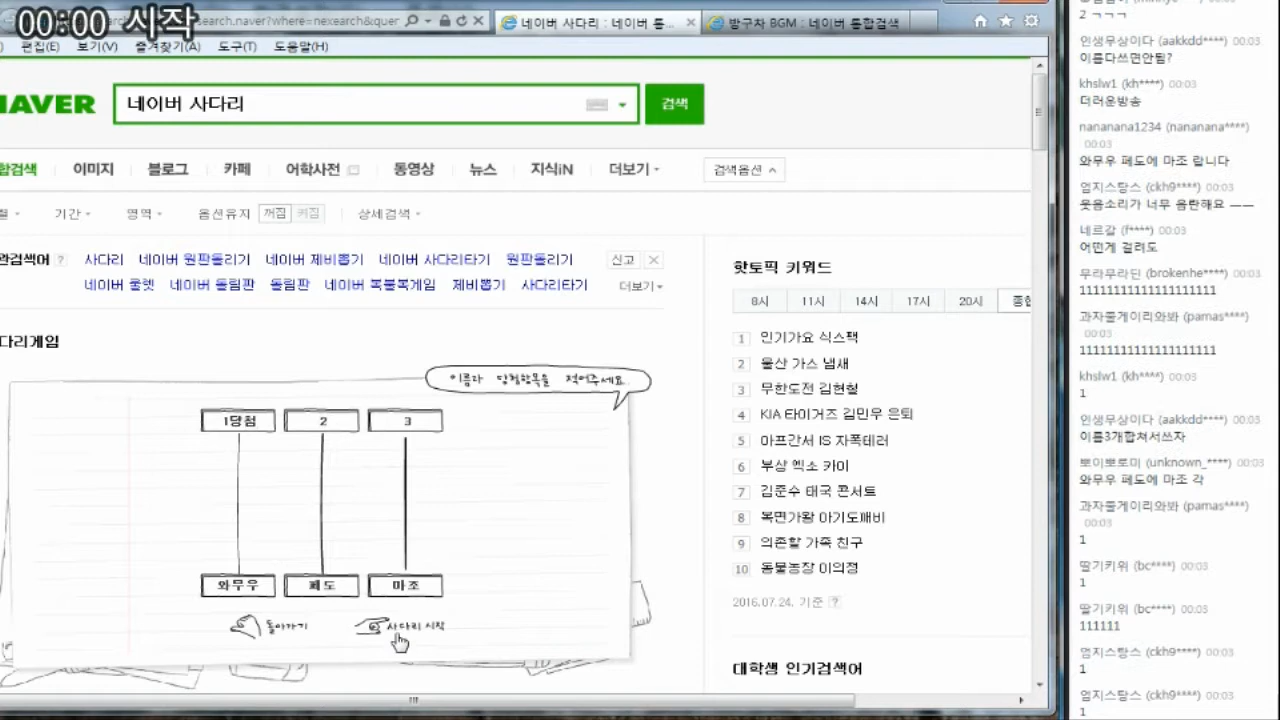 00:00 시작
search.naver?where=nexearch&quer
네이버 사다리 : 네이버 통...
방구차 BGM : 네이버 통합검색
편집(E) 보기(V) 즐겨찾기(A) 도구(T) 도움말(H)
NAVER
네이버 사다리
검색
합검색 이미지 블로그 카페 어학사전 동영상 뉴스 지식iN 더보기
검색옵션
기간 영역 옵션유지 꺼짐 켜짐 상세검색
관검색어 ? 사다리 네이버 원판돌리기 네이버 제비뽑기 네이버 사다리타기 원판돌리기 신고
네이버 룰렛 네이버 돌림판 돌림판 네이버 복불복게임 제비뽑기 사다리타기 더보기
다리게임
이름과 당첨항목을 적어주세요.
1당첨 2 3
와무우 페도 마조
돌아가기 사다리 시작
핫토픽 키워드
8시 11시 14시 17시 20시 종합
1 인기가요 식스팩
2 울산 가스 냄새
3 무한도전 김현철
4 KIA 타이거즈 김민우 은퇴
5 아프간서 IS 자폭테러
6 부상 엑소 카이
7 김준수 태국 콘서트
8 복면가왕 아기도깨비
9 의존할 가족 친구
10 동물농장 이의정
2016.07.24. 기준 ?
대학생 인기검색어
2 ㄱㄱㄱ
인생무상이다 (aakkdd****) 00:03
이름다쓰면안됨?
khslw1 (kh****) 00:03
더러운방송
nananana1234 (nananana****)
00:03
와무우 페도에 마조 랍니다
엄지스탕스 (ckh9****) 00:03
웃음소리가 너무 음란해요 ㅡㅡ
네르갈 (f****) 00:03
어떤게 걸려도
무라무라딘 (brokenhe****) 00:03
11111111111111111111
과자줄게이리와봐 (pamas****)
00:03
11111111111111111111
khslw1 (kh****) 00:03
1
인생무상이다 (aakkdd****) 00:03
이름3개합쳐서쓰자
뽀이뽀로미 (unknown_****) 00:03
와무우 페도에 마조 각
과자줄게이리와봐 (pamas****)
00:03
1
딸기키위 (bc****) 00:03
1
딸기키위 (bc****) 00:03
111111
엄지스탕스 (ckh9****) 00:03
1
엄지스탕스 (ckh9****) 00:03
1